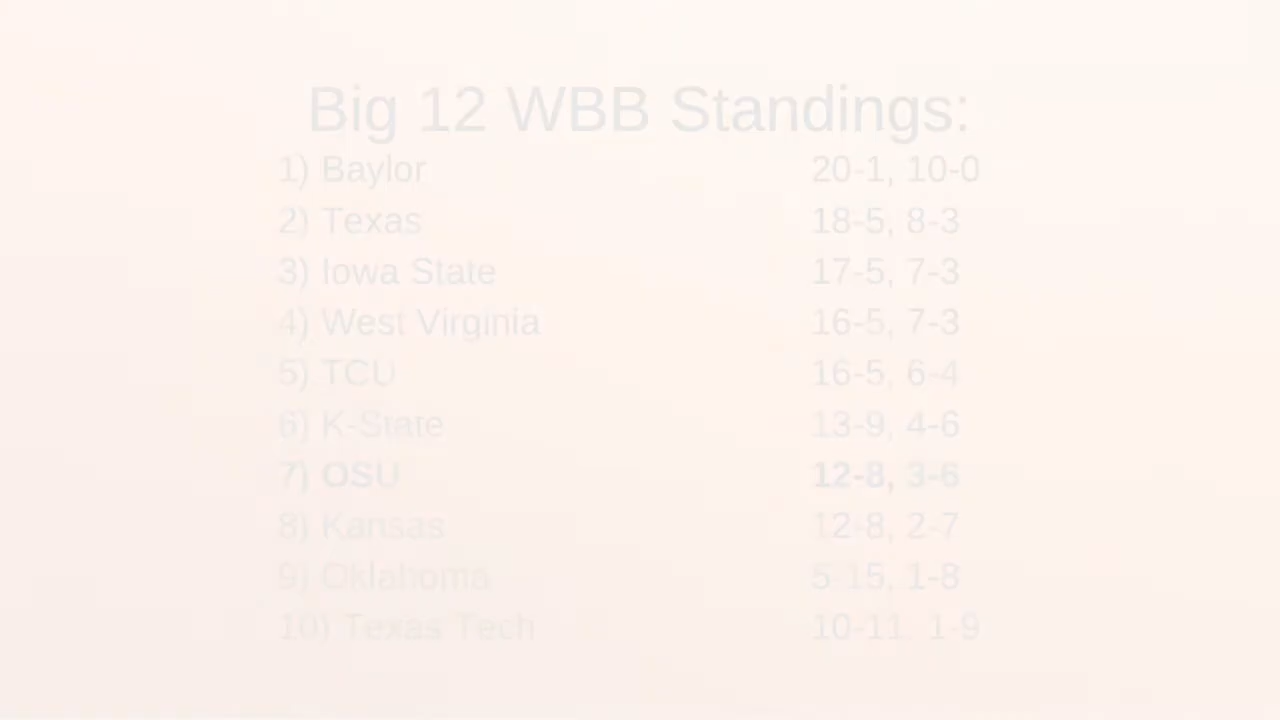 Big 12 WBB Standings:
1) Baylor 20-1, 10-0
2) Texas 18-5, 8-3
3) Iowa State 17-5, 7-3
4) West Virginia 16-5, 7-3
5) TCU 16-5, 6-4
6) K-State 13-9, 4-6
7) OSU 12-8, 3-6
8) Kansas 12-8, 2-7
9) Oklahoma 5-15, 1-8
10) Texas Tech 10-11, 1-9